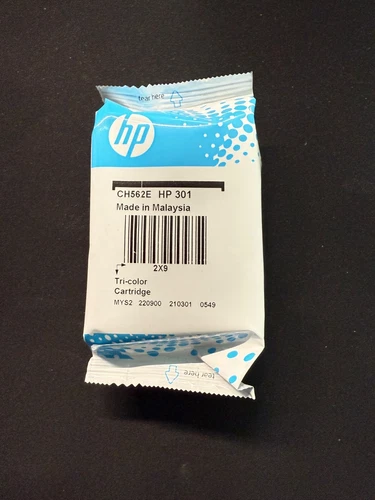 tear here
hp
CH562E HP 301
Made in Malaysia
2X9
Tri-color
Cartridge
MYS2 220900 210301 0549
tear here